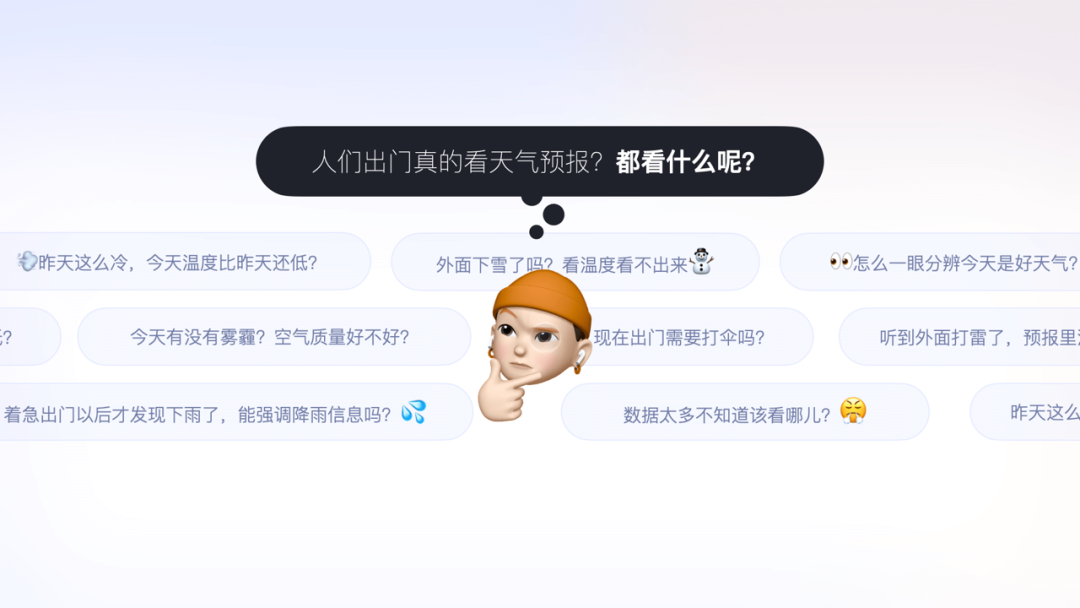 人们出门真的看天气预报？都看什么呢？
💨昨天这么冷，今天温度比昨天还低？
外面下雪了吗？看温度看不出来☃️
👀怎么一眼分辨今天是好天气？
？
今天有没有雾霾？空气质量好不好？
现在出门需要打伞吗？
听到外面打雷了，预报里
着急出门以后才发现下雨了，能强调降雨信息吗？💦
数据太多不知道该看哪儿？😤
昨天这么